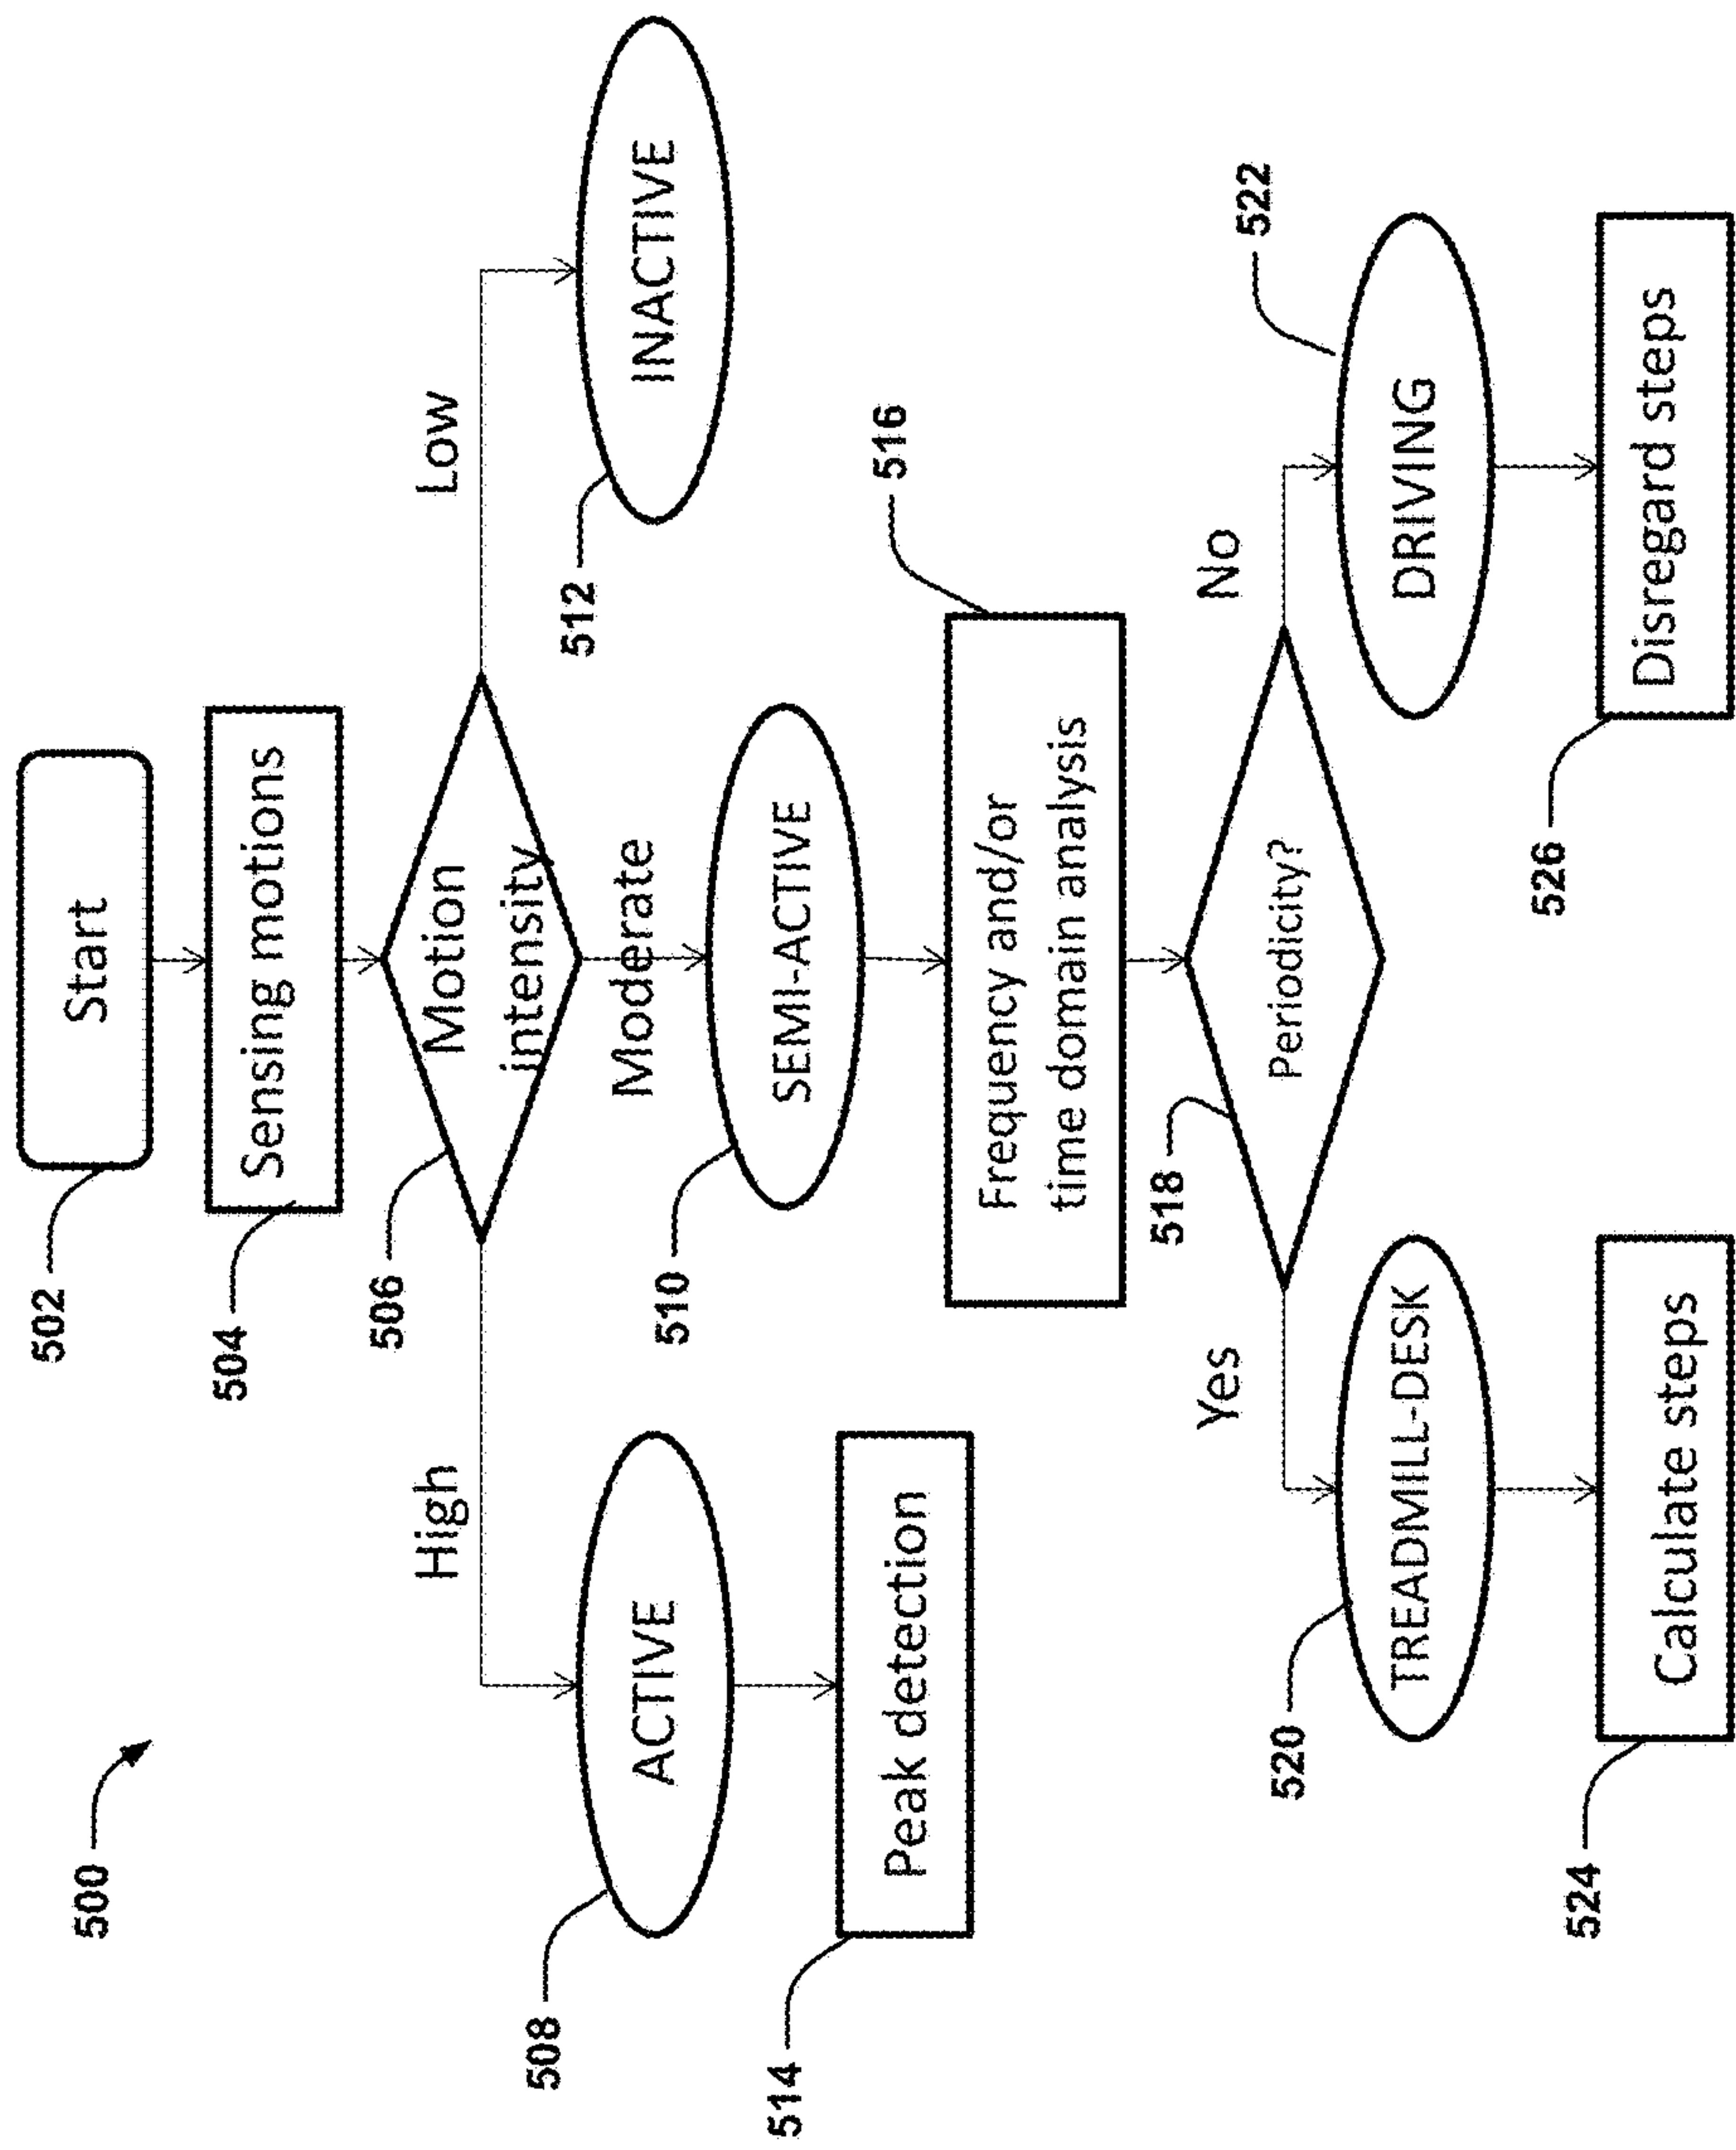 500
Start
502
Sensing motions
504
Motion
intensity
506
High
Moderate
Low
ACTIVE
508
SEMI-ACTIVE
510
INACTIVE
512
Peak detection
514
Frequency and/or
time domain analysis
516
Periodicity?
518
Yes
No
TREADMILL-DESK
520
DRIVING
522
Calculate steps
524
Disregard steps
526